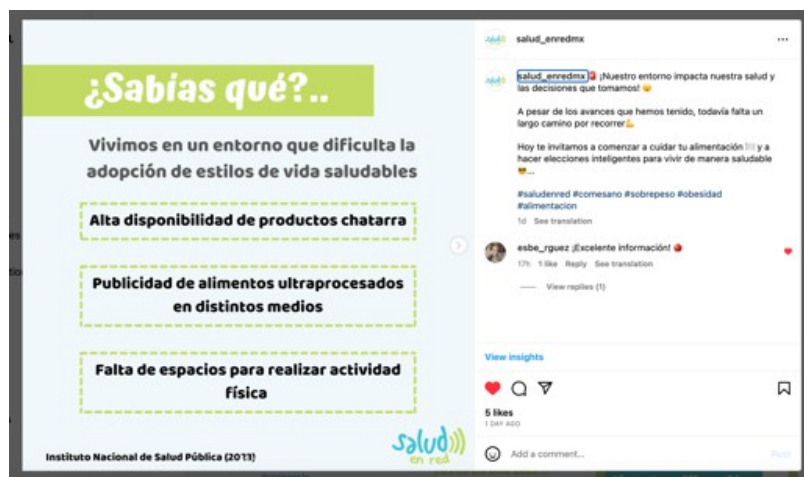 ¿Sabías qué?..
Vivimos en un entorno que dificulta la
adopción de estilos de vida saludables
Alta disponibilidad de productos chatarra
Publicidad de alimentos ultraprocesados
en distintos medios
Falta de espacios para realizar actividad
física
Instituto Nacional de Salud Pública (2013)
salud
en red
salud_enredmx
salud_enredmx ¡Nuestro entorno impacta nuestra salud y
las decisiones que tomamos!
A pesar de los avances que hemos tenido, todavía falta un
largo camino por recorrer
Hoy te invitamos a comenzar a cuidar tu alimentación y a
hacer elecciones inteligentes para vivir de manera saludable
...
#saludenred #comesano #sobrepeso #obesidad
#alimentacion
1d See translation
esbe_rguez ¡Excelente información!
17h 1 like Reply See translation
View replies (1)
View insights
5 likes
1 DAY AGO
Add a comment...
Post